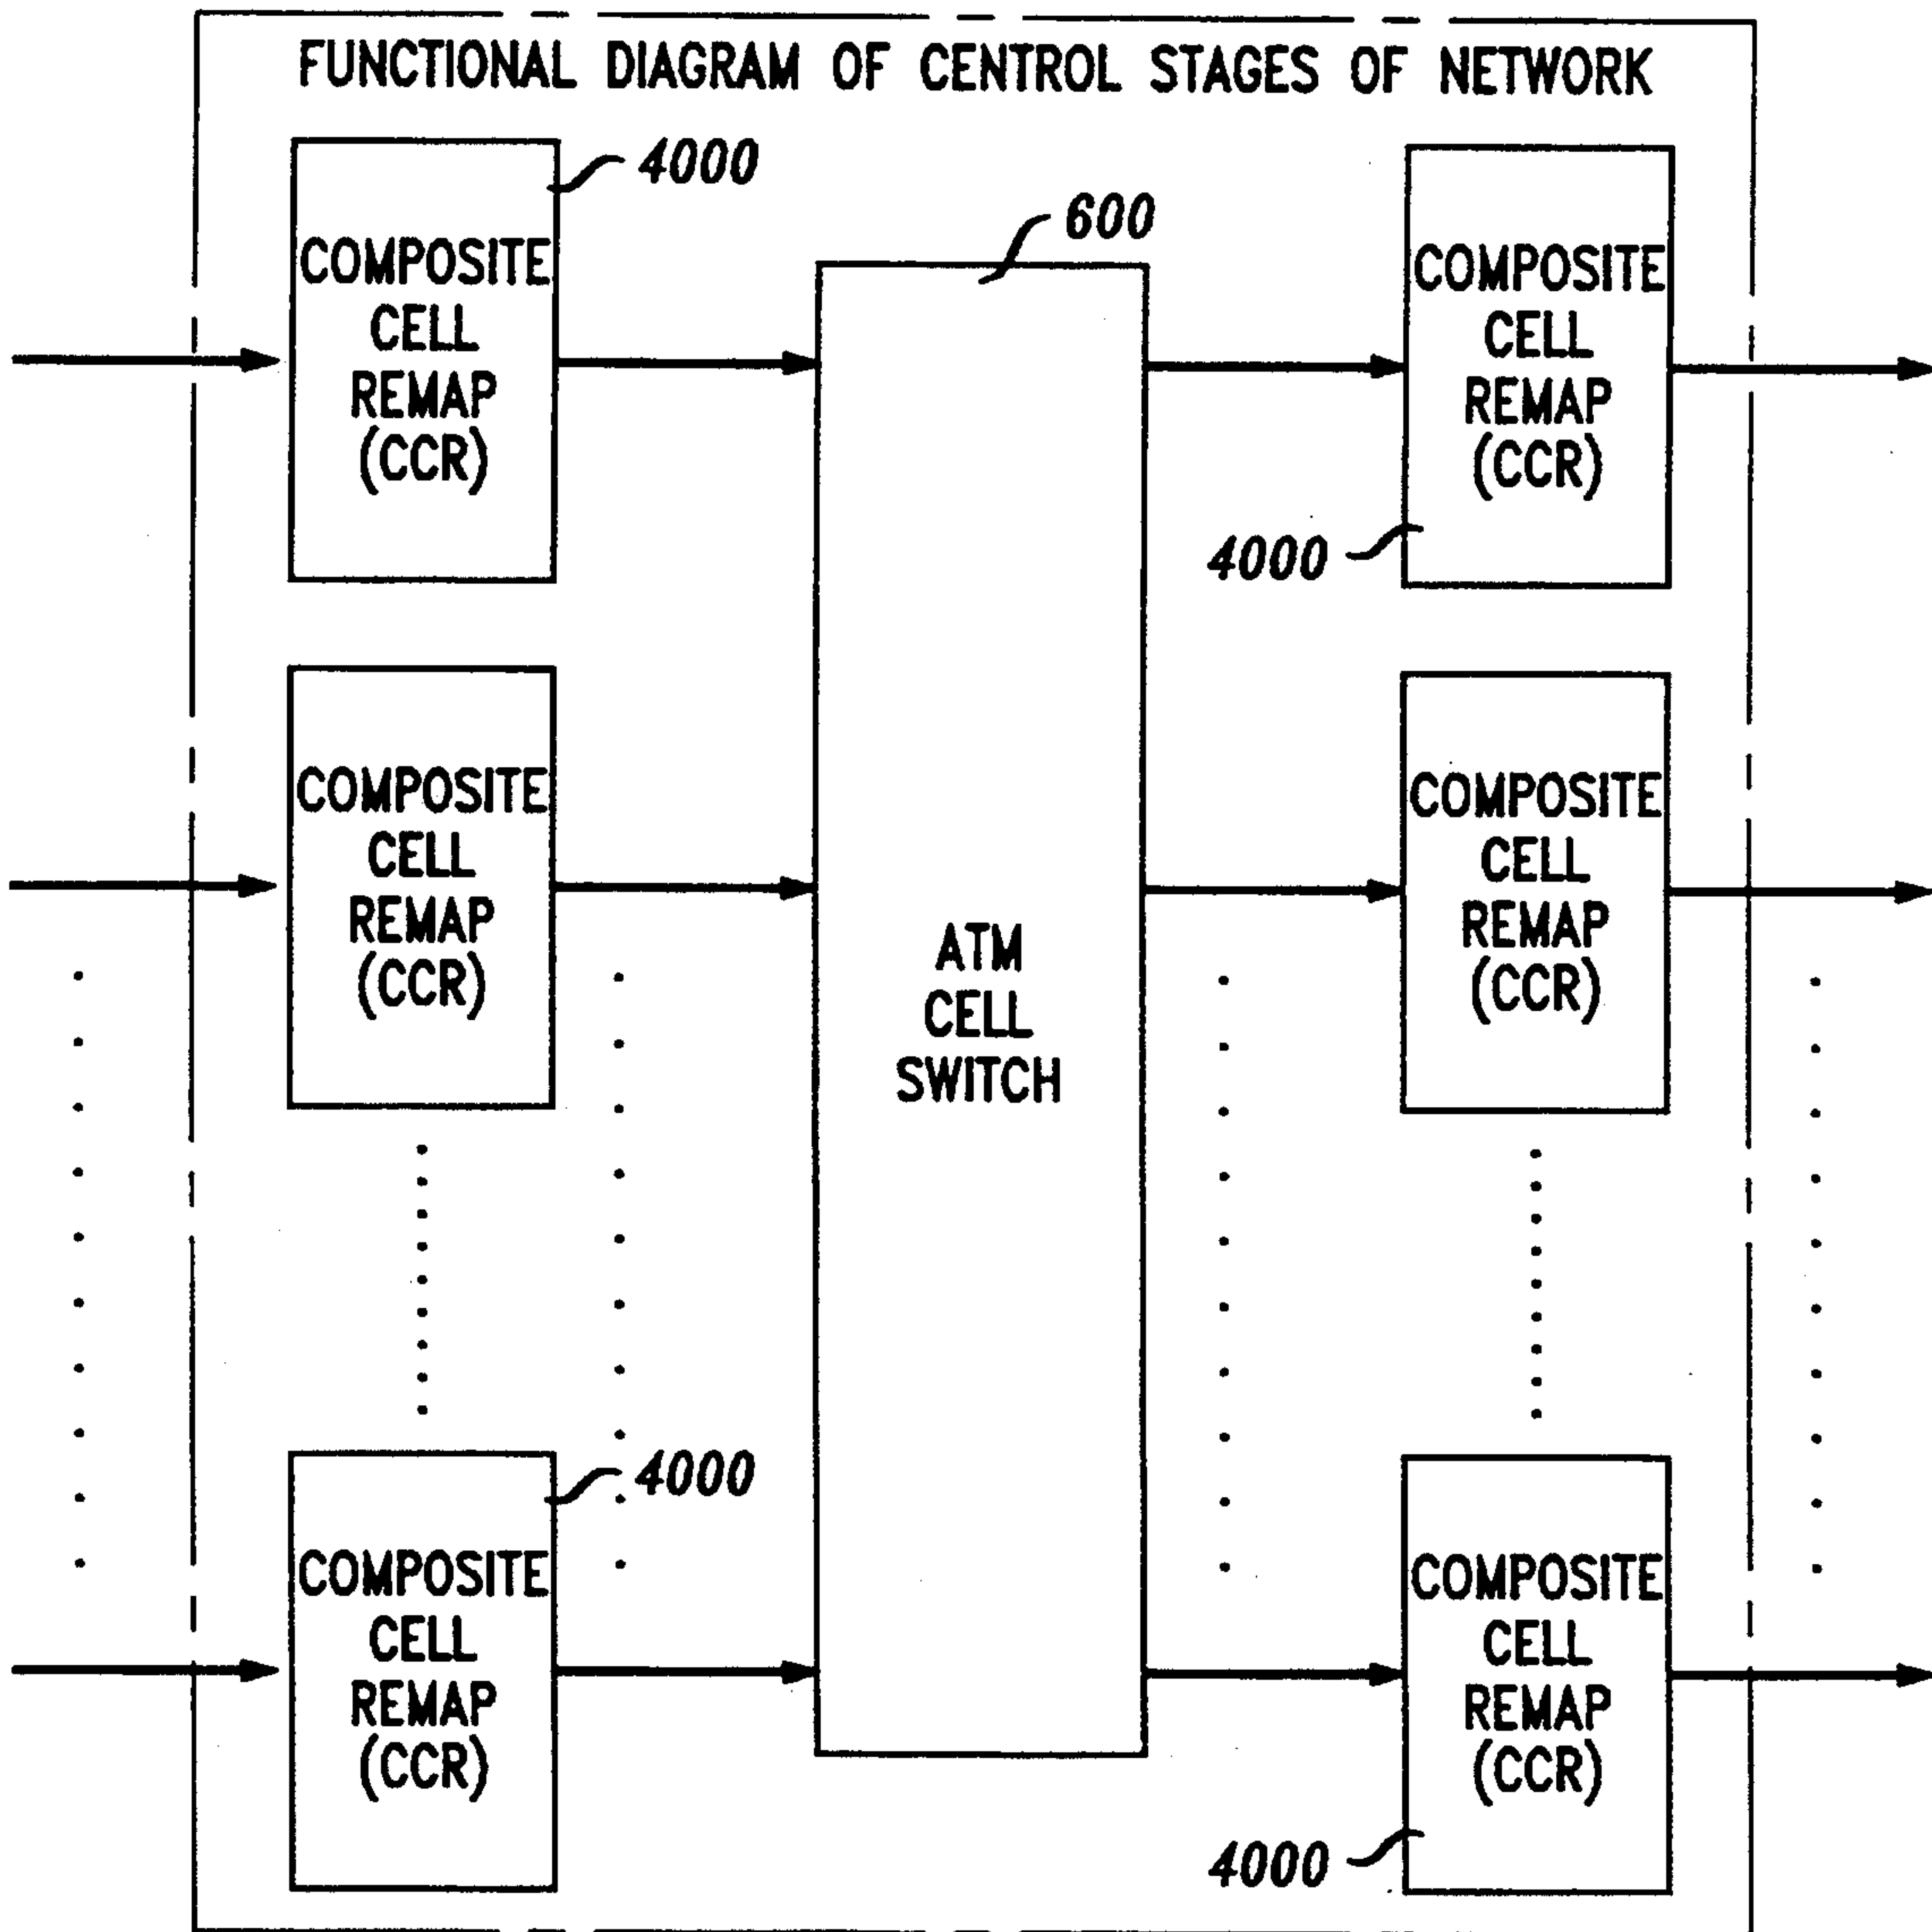 FUNCTIONAL DIAGRAM OF CENTRAL STAGES OF NETWORK
COMPOSITE
CELL
REMAP
(CCR)
4000
600
COMPOSITE
CELL
REMAP
(CCR)
4000
COMPOSITE
CELL
REMAP
(CCR)
ATM
CELL
SWITCH
COMPOSITE
CELL
REMAP
(CCR)
COMPOSITE
CELL
REMAP
(CCR)
4000
COMPOSITE
CELL
REMAP
(CCR)
4000